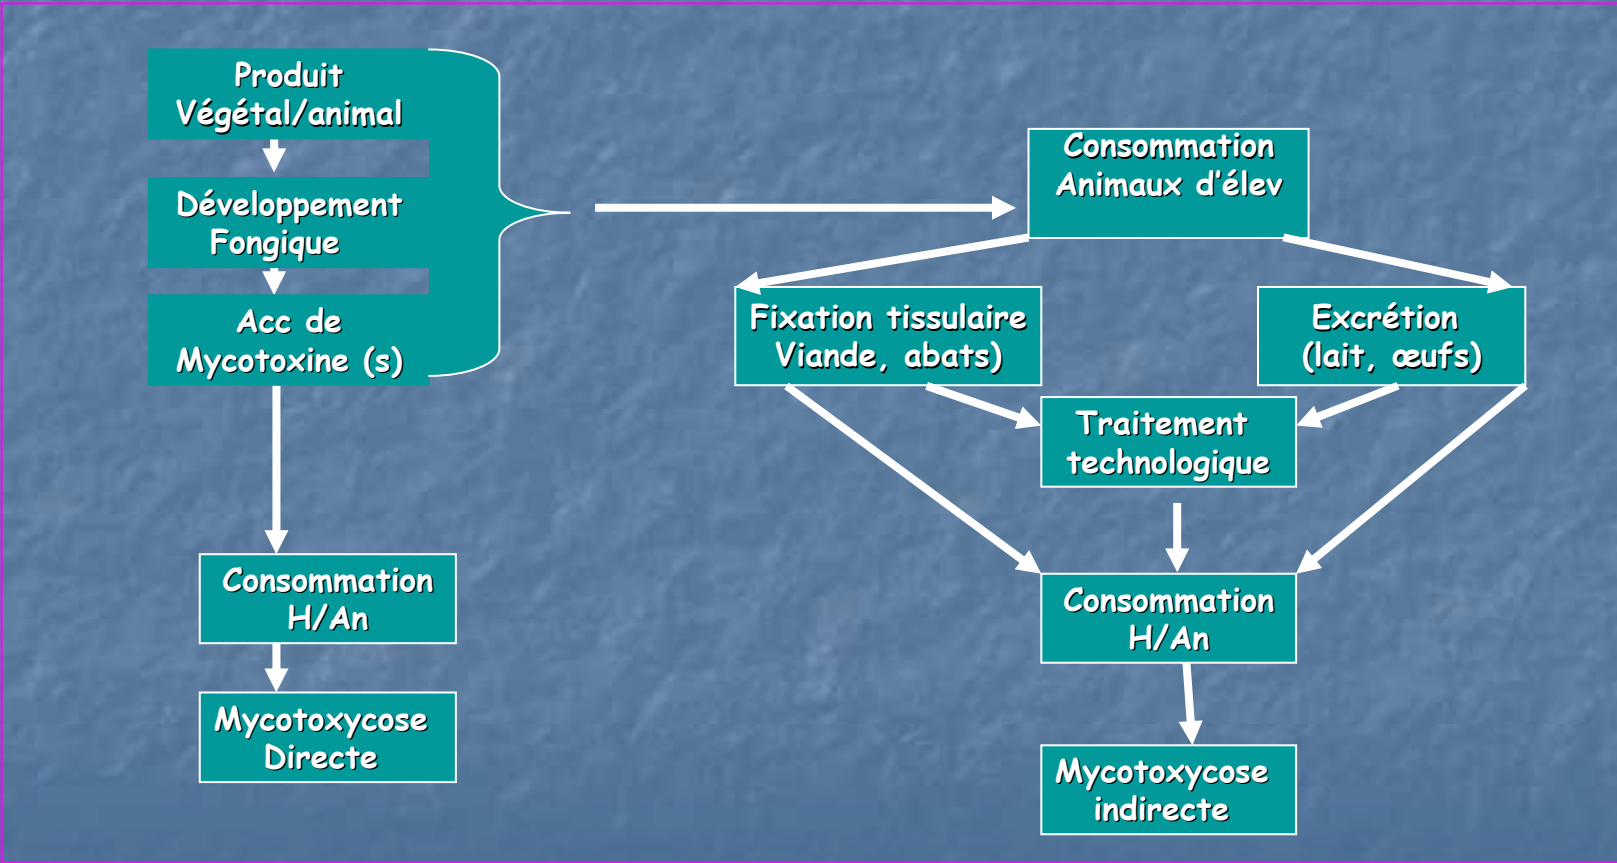 Produit
Végétal/animal
Développement
Fongique
Acc de
Mycotoxine (s)
Consommation
H/An
Mycotoxycose
Directe
Consommation
Animaux d'élev
Fixation tissulaire
Viande, abats)
Excrétion
(lait, œufs)
Traitement
technologique
Consommation
H/An
Mycotoxycose
indirecte